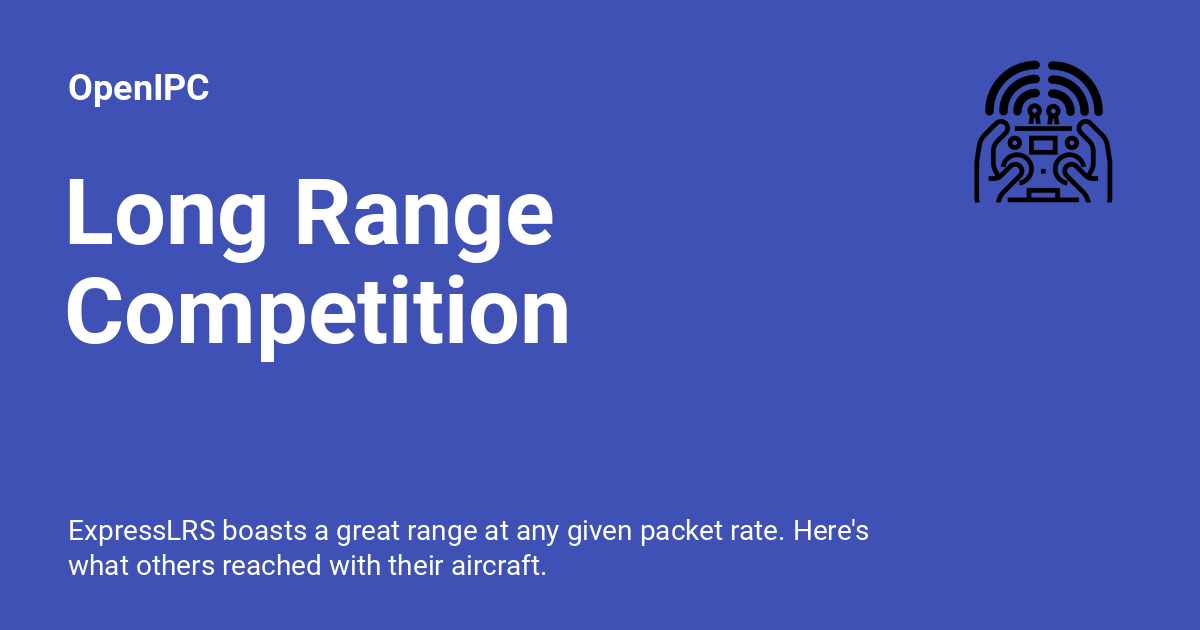 OpenIPC
Long Range
Competition
ExpressLRS boasts a great range at any given packet rate. Here's
what others reached with their aircraft.